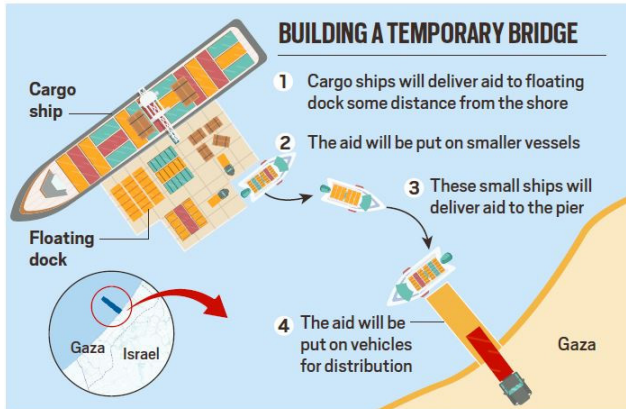 BUILDING A TEMPORARY BRIDGE
Cargo
ship
1 Cargo ships will deliver aid to floating
dock some distance from the shore
2 The aid will be put on smaller vessels
3 These small ships will
deliver aid to the pier
Floating
dock
4 The aid will be
put on vehicles
for distribution
Gaza
Gaza
Israel